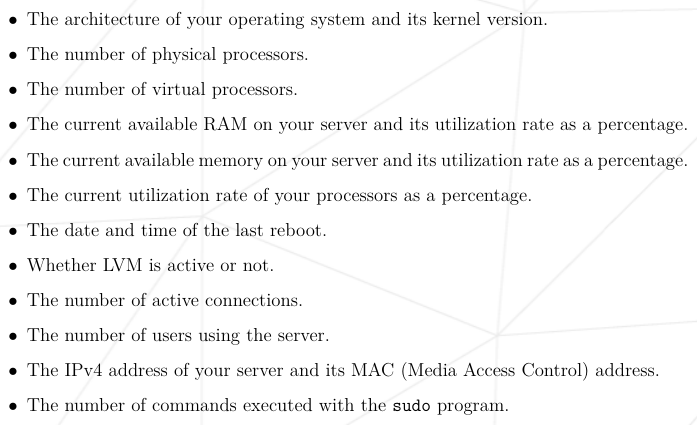 • The architecture of your operating system and its kernel version.
• The number of physical processors.
• The number of virtual processors.
• The current available RAM on your server and its utilization rate as a percentage.
• The current available memory on your server and its utilization rate as a percentage.
• The current utilization rate of your processors as a percentage.
• The date and time of the last reboot.
• Whether LVM is active or not.
• The number of active connections.
• The number of users using the server.
• The IPv4 address of your server and its MAC (Media Access Control) address.
• The number of commands executed with the sudo program.